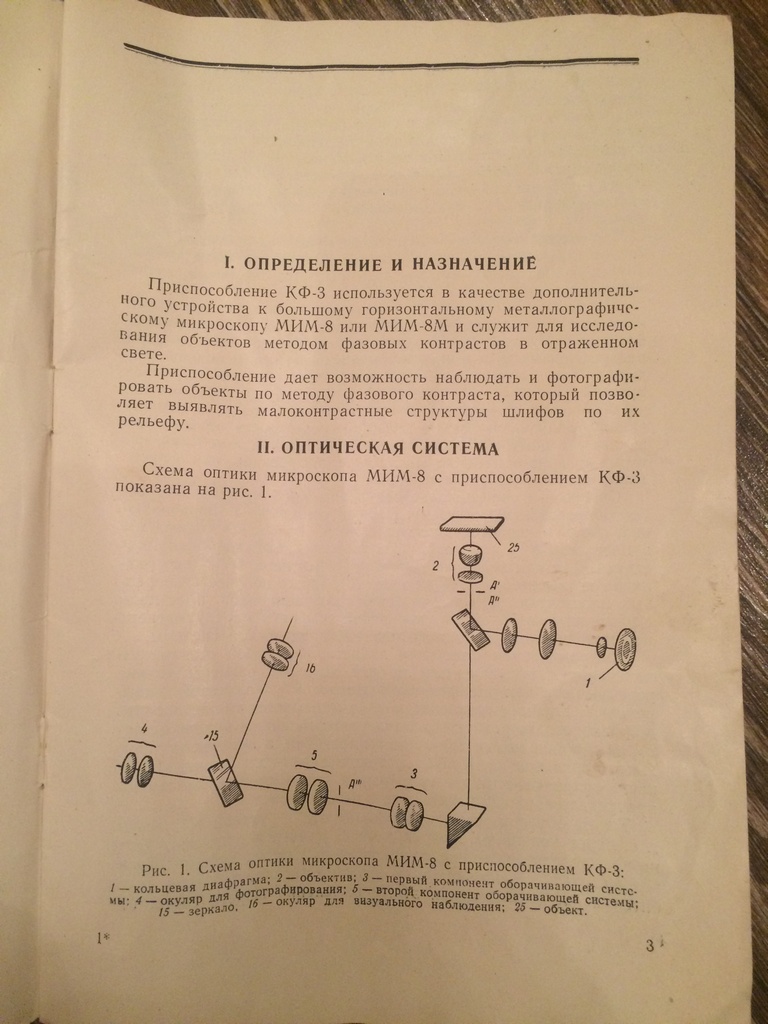 I. ОПРЕДЕЛЕНИЕ И НАЗНАЧЕНИЕ
Приспособление КФ-3 используется в качестве дополнитель-
ного устройства к большому горизонтальному металлографиче-
скому микроскопу МИМ-8 или МИМ-8М и служит для исследо-
вания объектов методом фазовых контрастов в отраженном
свете.
Приспособление дает возможность наблюдать и фотографи-
ровать объекты по методу фазового контраста, который позво-
ляет выявлять малоконтрастные структуры шлифов по их
рельефу.
II. ОПТИЧЕСКАЯ СИСТЕМА
Схема оптики микроскопа МИМ-8 с приспособлением КФ-3
показана на рис. 1.
25
2
Д'
Д"
1
16
15
4
5
Д'"
3
Рис. 1. Схема оптики микроскопа МИМ-8 с приспособлением КФ-3:
1 — кольцевая диафрагма; 2 — объектив; 3 — первый компонент оборачивающей систе-
мы; 4 — окуляр для фотографирования; 5 — второй компонент оборачивающей системы;
15 — зеркало, 16 — окуляр для визуального наблюдения; 25 — объект.
1*
3